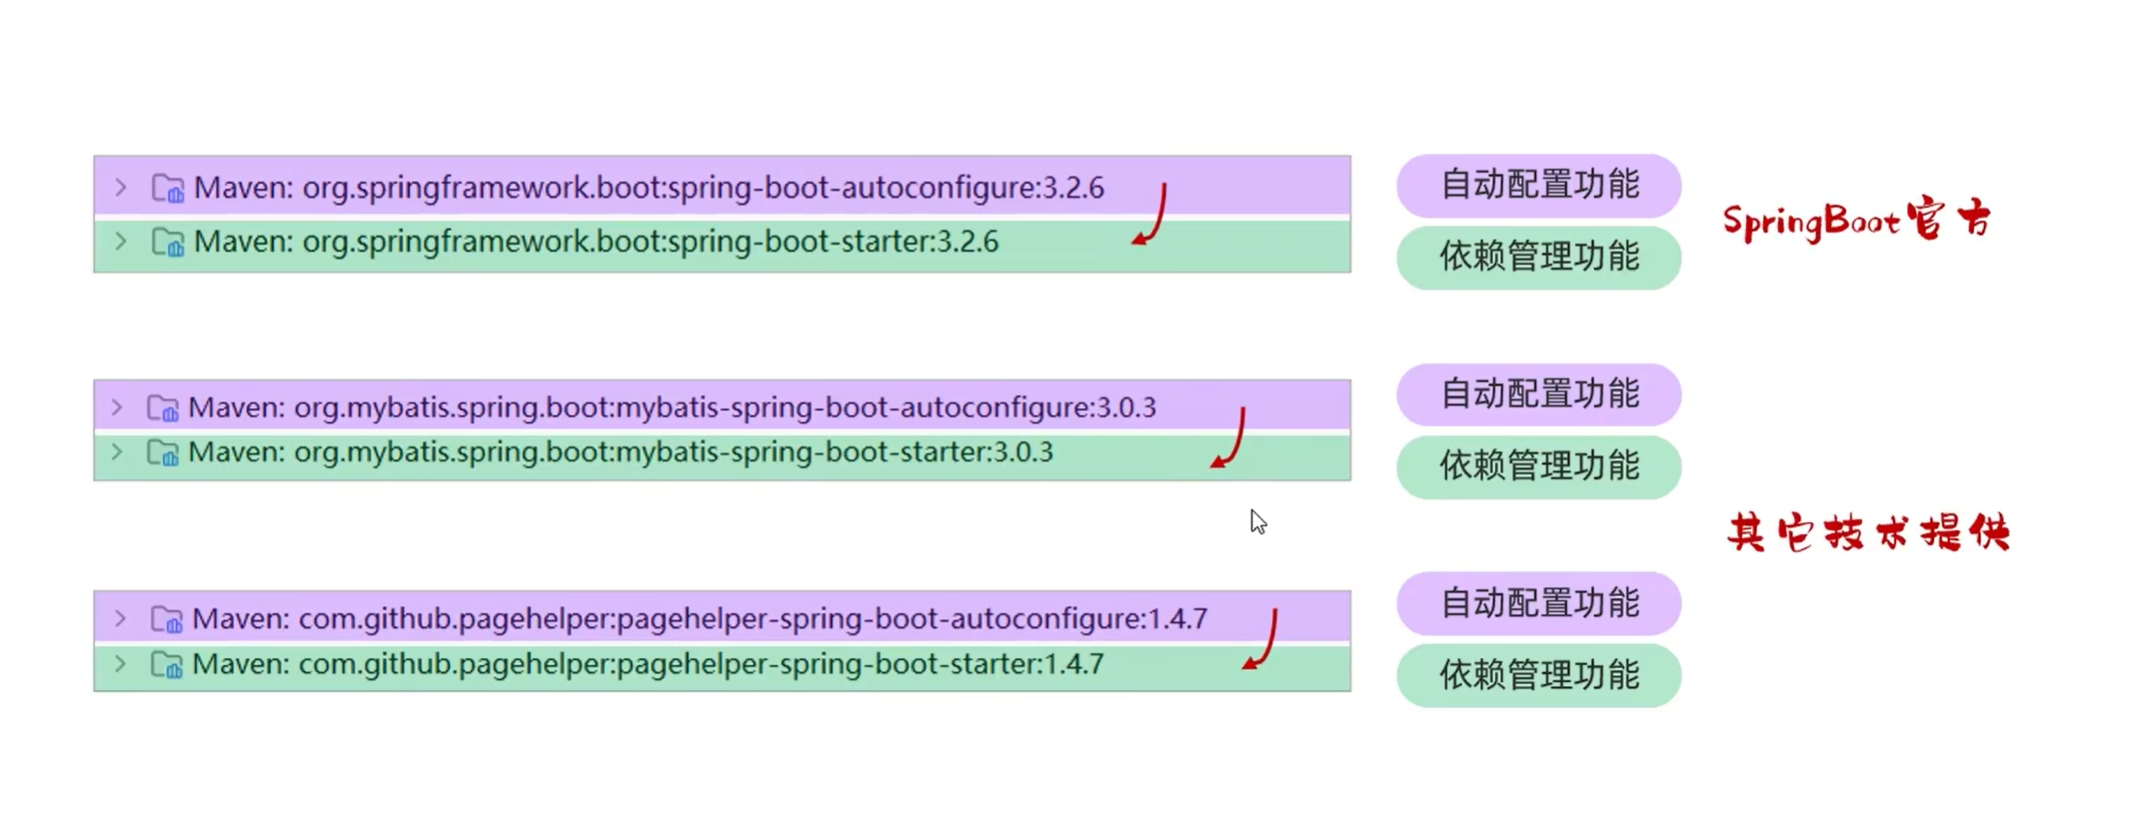 Maven: org.springframework.boot:spring-boot-autoconfigure:3.2.6
自动配置功能
Maven: org.springframework.boot:spring-boot-starter:3.2.6
依赖管理功能
SpringBoot官方
Maven: org.mybatis.spring.boot:mybatis-spring-boot-autoconfigure:3.0.3
自动配置功能
Maven: org.mybatis.spring.boot:mybatis-spring-boot-starter:3.0.3
依赖管理功能
其它技术提供
Maven: com.github.pagehelper:pagehelper-spring-boot-autoconfigure:1.4.7
自动配置功能
Maven: com.github.pagehelper:pagehelper-spring-boot-starter:1.4.7
依赖管理功能